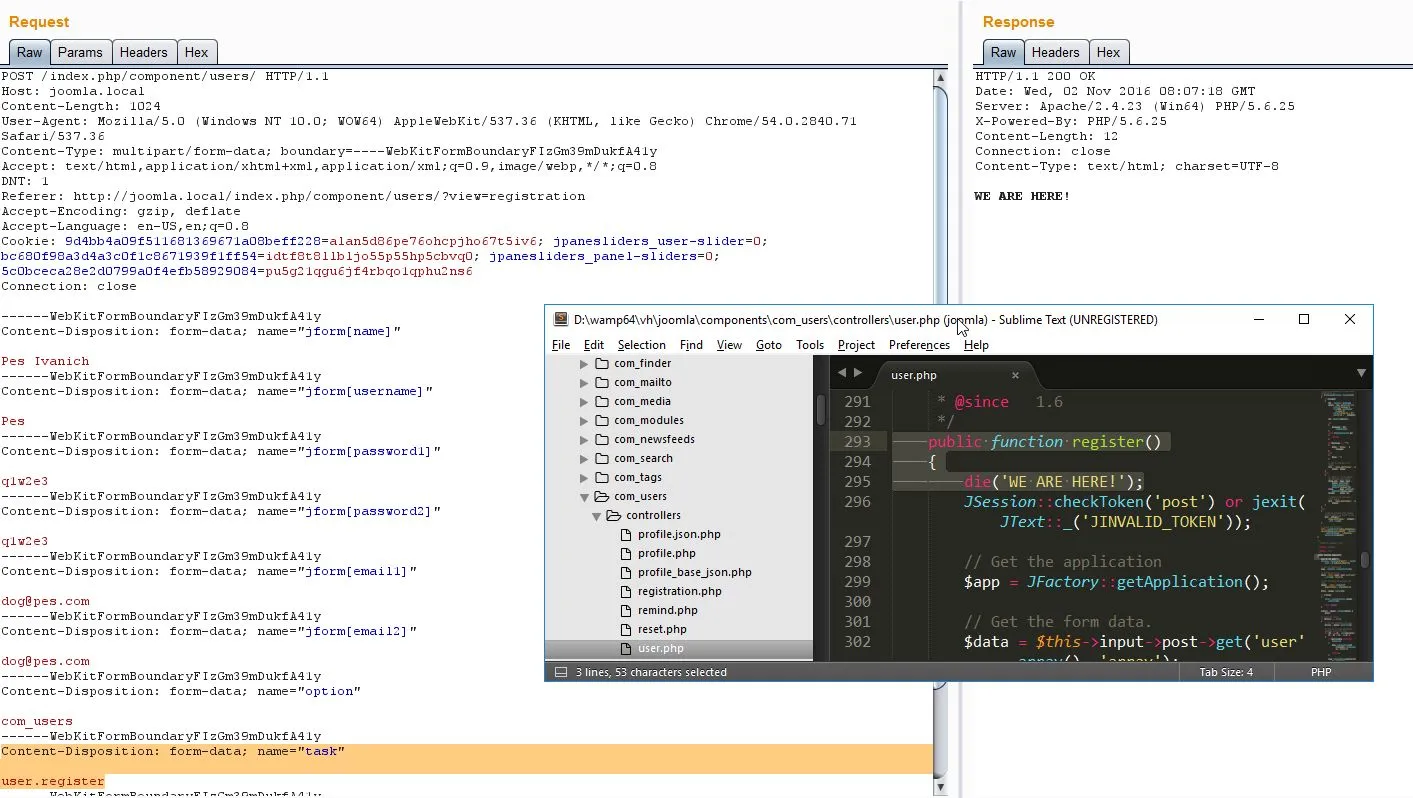 Request
Raw Params Headers Hex
POST /index.php/component/users/ HTTP/1.1
Host: joomla.local
Content-Length: 1024
User-Agent: Mozilla/5.0 (Windows NT 10.0; WOW64) AppleWebKit/537.36 (KHTML, like Gecko) Chrome/54.0.2840.71
Safari/537.36
Content-Type: multipart/form-data; boundary=----WebKitFormBoundaryFIzGm39mDukfA41y
Accept: text/html,application/xhtml+xml,application/xml;q=0.9,image/webp,*/*;q=0.8
DNT: 1
Referer: http://joomla.local/index.php/component/users/?view=registration
Accept-Encoding: gzip, deflate
Accept-Language: en-US,en;q=0.8
Cookie: 9d4bb4a09f511681369671a08beff228=alan5d86pe76ohcpjho67t5iv6; jpanesliders_user-slider=0;
bc680f98a3d4a3c0f1c8671939f1ff54=idtf8t8llbljo55p55hp5cbvq0; jpanesliders_panel-sliders=0;
5c0bceca28e2d0799a0f4efb58929084=pu5g21qgu6jf4rbqo1qphu2ns6
Connection: close
------WebKitFormBoundaryFIzGm39mDukfA41y
Content-Disposition: form-data; name="jform[name]"
Pes Ivanich
------WebKitFormBoundaryFIzGm39mDukfA41y
Content-Disposition: form-data; name="jform[username]"
Pes
------WebKitFormBoundaryFIzGm39mDukfA41y
Content-Disposition: form-data; name="jform[password1]"
q1w2e3
------WebKitFormBoundaryFIzGm39mDukfA41y
Content-Disposition: form-data; name="jform[password2]"
q1w2e3
------WebKitFormBoundaryFIzGm39mDukfA41y
Content-Disposition: form-data; name="jform[email1]"
dog@pes.com
------WebKitFormBoundaryFIzGm39mDukfA41y
Content-Disposition: form-data; name="jform[email2]"
dog@pes.com
------WebKitFormBoundaryFIzGm39mDukfA41y
Content-Disposition: form-data; name="option"
com_users
------WebKitFormBoundaryFIzGm39mDukfA41y
Content-Disposition: form-data; name="task"
user.register
------WebKitFormBoundaryFIzGm39mDukfA41y
Response
Raw Headers Hex
HTTP/1.1 200 OK
Date: Wed, 02 Nov 2016 08:07:18 GMT
Server: Apache/2.4.23 (Win64) PHP/5.6.25
X-Powered-By: PHP/5.6.25
Content-Length: 12
Connection: close
Content-Type: text/html; charset=UTF-8
WE ARE HERE!
D:\wamp64\vh\joomla\components\com_users\controllers\user.php (joomla) - Sublime Text (UNREGISTERED)
File Edit Selection Find View Goto Tools Project Preferences Help
com_finder
com_mailto
com_media
com_modules
com_newsfeeds
com_search
com_tags
com_users
controllers
profile.json.php
profile.php
profile_base_json.php
registration.php
remind.php
reset.php
user.php
user.php
291 * @since 1.6
292 */
293 public function register()
294 {
295 die('WE ARE HERE!');
296 JSession::checkToken('post') or jexit(
JText::_('JINVALID_TOKEN'));
297
298 // Get the application
299 $app = JFactory::getApplication();
300
301 // Get the form data.
302 $data = $this->input->post->get('user'
array(), 'array');
3 lines, 53 characters selected
Tab Size: 4
PHP